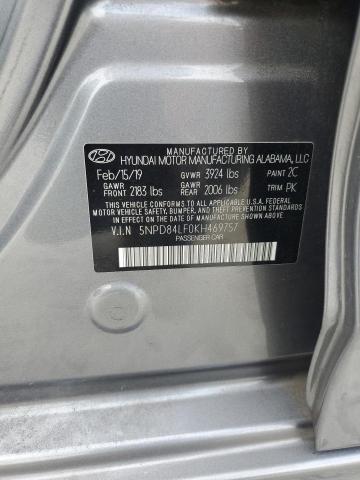 HYUNDAI MOTOR MANUFACTURING ALABAMA, LLC
Feb/15/19 GVWR 3924 lbs PAINT 2C
GAWR FRONT 2183 lbs GAWR REAR 2006 lbs TRIM PK
THIS VEHICLE CONFORMS TO ALL APPLICABLE U.S.A FEDERAL
MOTOR VEHICLE SAFETY, BUMPER, AND THEFT PREVENTION
STANDARDS IN EFFECT ON THE DATE OF MANUFACTURE SHOWN ABOVE.
V.I.N 5NPD84LF0KH469757
PASSENGER CAR